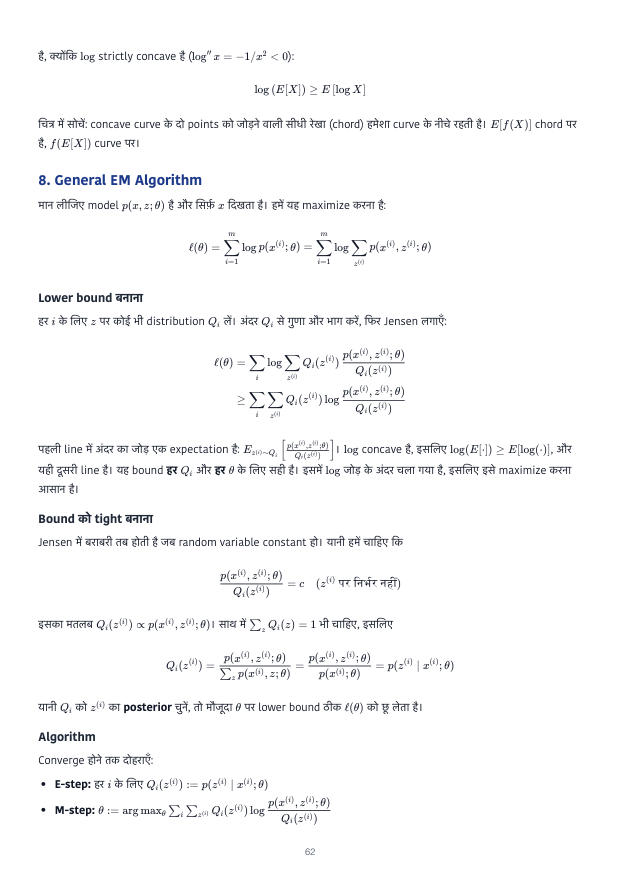 है, क्योंकि log strictly concave है (log″ x = −1/x² < 0):
log (E[X]) ≥ E [log X]
चित्र में सोचें: concave curve के दो points को जोड़ने वाली सीधी रेखा (chord) हमेशा curve के नीचे रहती है। E[f(X)] chord पर
है, f(E[X]) curve पर।
8. General EM Algorithm
मान लीजिए model p(x, z; θ) है और सिर्फ़ x दिखता है। हमें यह maximize करना है:
ℓ(θ) = ∑_{i=1}^{m} log p(x^{(i)}; θ) = ∑_{i=1}^{m} log ∑_{z^{(i)}} p(x^{(i)}, z^{(i)}; θ)
Lower bound बनाना
हर i के लिए z पर कोई भी distribution Q_i लें। अंदर Q_i से गुणा और भाग करें, फिर Jensen लगाएँ:
ℓ(θ) = ∑_i log ∑_{z^{(i)}} Q_i(z^{(i)}) \frac{p(x^{(i)}, z^{(i)}; θ)}{Q_i(z^{(i)})}
≥ ∑_i ∑_{z^{(i)}} Q_i(z^{(i)}) log \frac{p(x^{(i)}, z^{(i)}; θ)}{Q_i(z^{(i)})}
पहली line में अंदर का जोड़ एक expectation है: E_{z^{(i)}∼Q_i} [\frac{p(x^{(i)}, z^{(i)}; θ)}{Q_i(z^{(i)})}]। log concave है, इसलिए log(E[·]) ≥ E[log(·)], और
यही दूसरी line है। यह bound हर Q_i और हर θ के लिए सही है। इसमें log जोड़ के अंदर चला गया है, इसलिए इसे maximize करना
आसान है।
Bound को tight बनाना
Jensen में बराबरी तब होती है जब random variable constant हो। यानी हमें चाहिए कि
\frac{p(x^{(i)}, z^{(i)}; θ)}{Q_i(z^{(i)})} = c (z^{(i)} पर निर्भर नहीं)
इसका मतलब Q_i(z^{(i)}) ∝ p(x^{(i)}, z^{(i)}; θ)। साथ में ∑_z Q_i(z) = 1 भी चाहिए, इसलिए
Q_i(z^{(i)}) = \frac{p(x^{(i)}, z^{(i)}; θ)}{∑_z p(x^{(i)}, z; θ)} = \frac{p(x^{(i)}, z^{(i)}; θ)}{p(x^{(i)}; θ)} = p(z^{(i)} | x^{(i)}; θ)
यानी Q_i को z^{(i)} का posterior चुनें, तो मौजूदा θ पर lower bound ठीक ℓ(θ) को छू लेता है।
Algorithm
Converge होने तक दोहराएँ:
• E-step: हर i के लिए Q_i(z^{(i)}) := p(z^{(i)} | x^{(i)}; θ)
• M-step: θ := arg max_θ ∑_i ∑_{z^{(i)}} Q_i(z^{(i)}) log \frac{p(x^{(i)}, z^{(i)}; θ)}{Q_i(z^{(i)})}
62